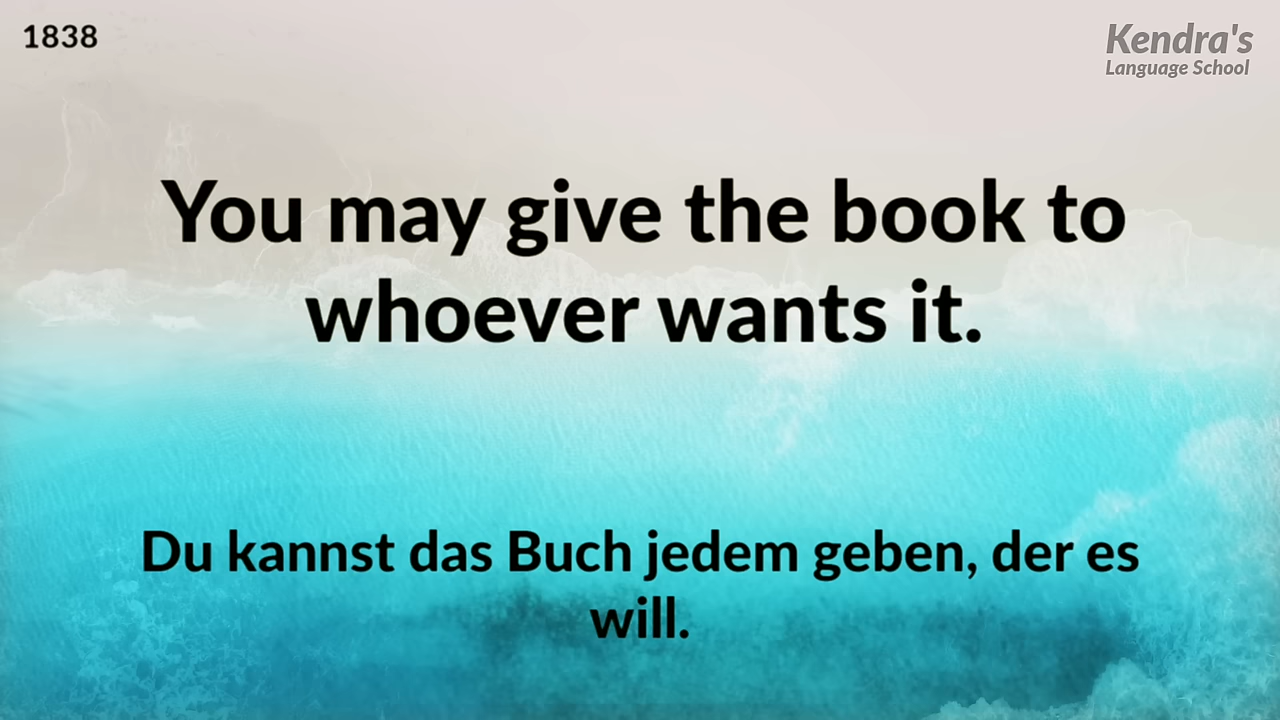 1838
Kendra's
Language School
You may give the book to
whoever wants it.
Du kannst das Buch jedem geben, der es
will.